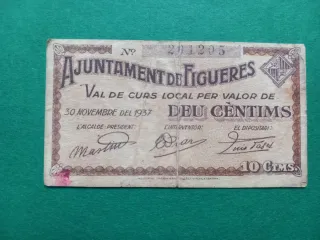 Nº 201205
AJUNTAMENT DE FIGUERES
VAL DE CURS LOCAL PER VALOR DE
30 NOVEMBRE DEL 1937 DEU CÈNTIMS
L'ALCALDE-PRESIDENT, L'INTERVENTOR, EL DIPOSITARI,
10 CTMS.